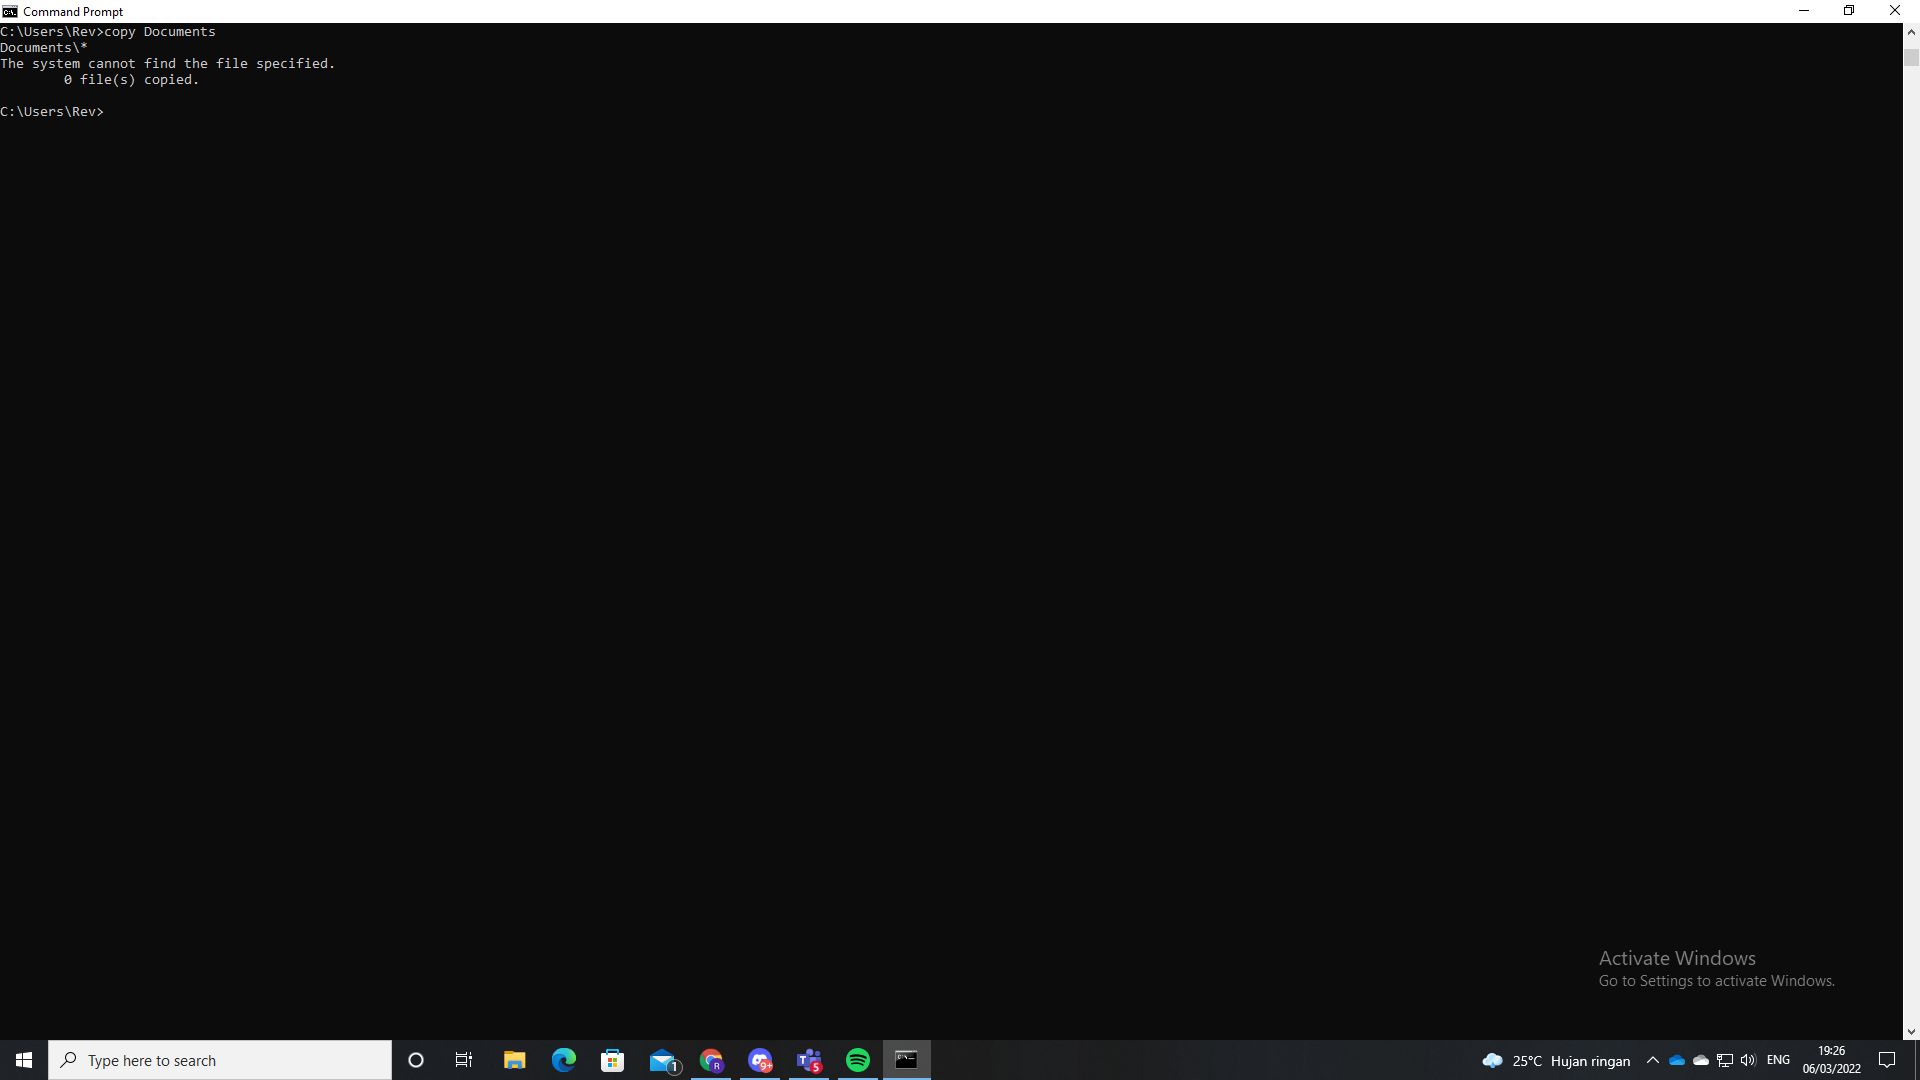 Command Prompt
C:\Users\Rev>copy Documents
Documents\*
The system cannot find the file specified.
0 file(s) copied.
C:\Users\Rev>
Activate Windows
Go to Settings to activate Windows.
Type here to search
1
R
9+
T
5
25°C Hujan ringan
ENG
19:26
06/03/2022